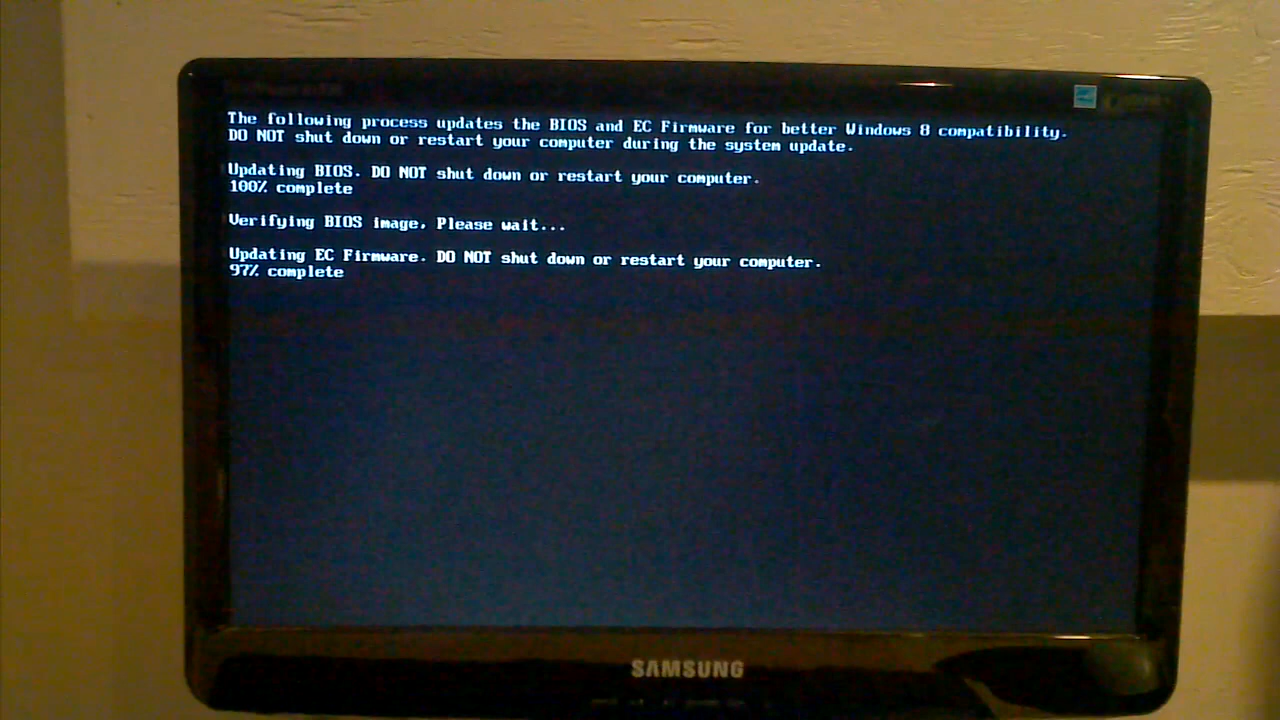 The following process updates the BIOS and EC Firmware for better Windows 8 compatibility.
DO NOT shut down or restart your computer during the system update.
Updating BIOS. DO NOT shut down or restart your computer.
100% complete
Verifying BIOS image, Please wait...
Updating EC Firmware. DO NOT shut down or restart your computer.
97% complete
SAMSUNG